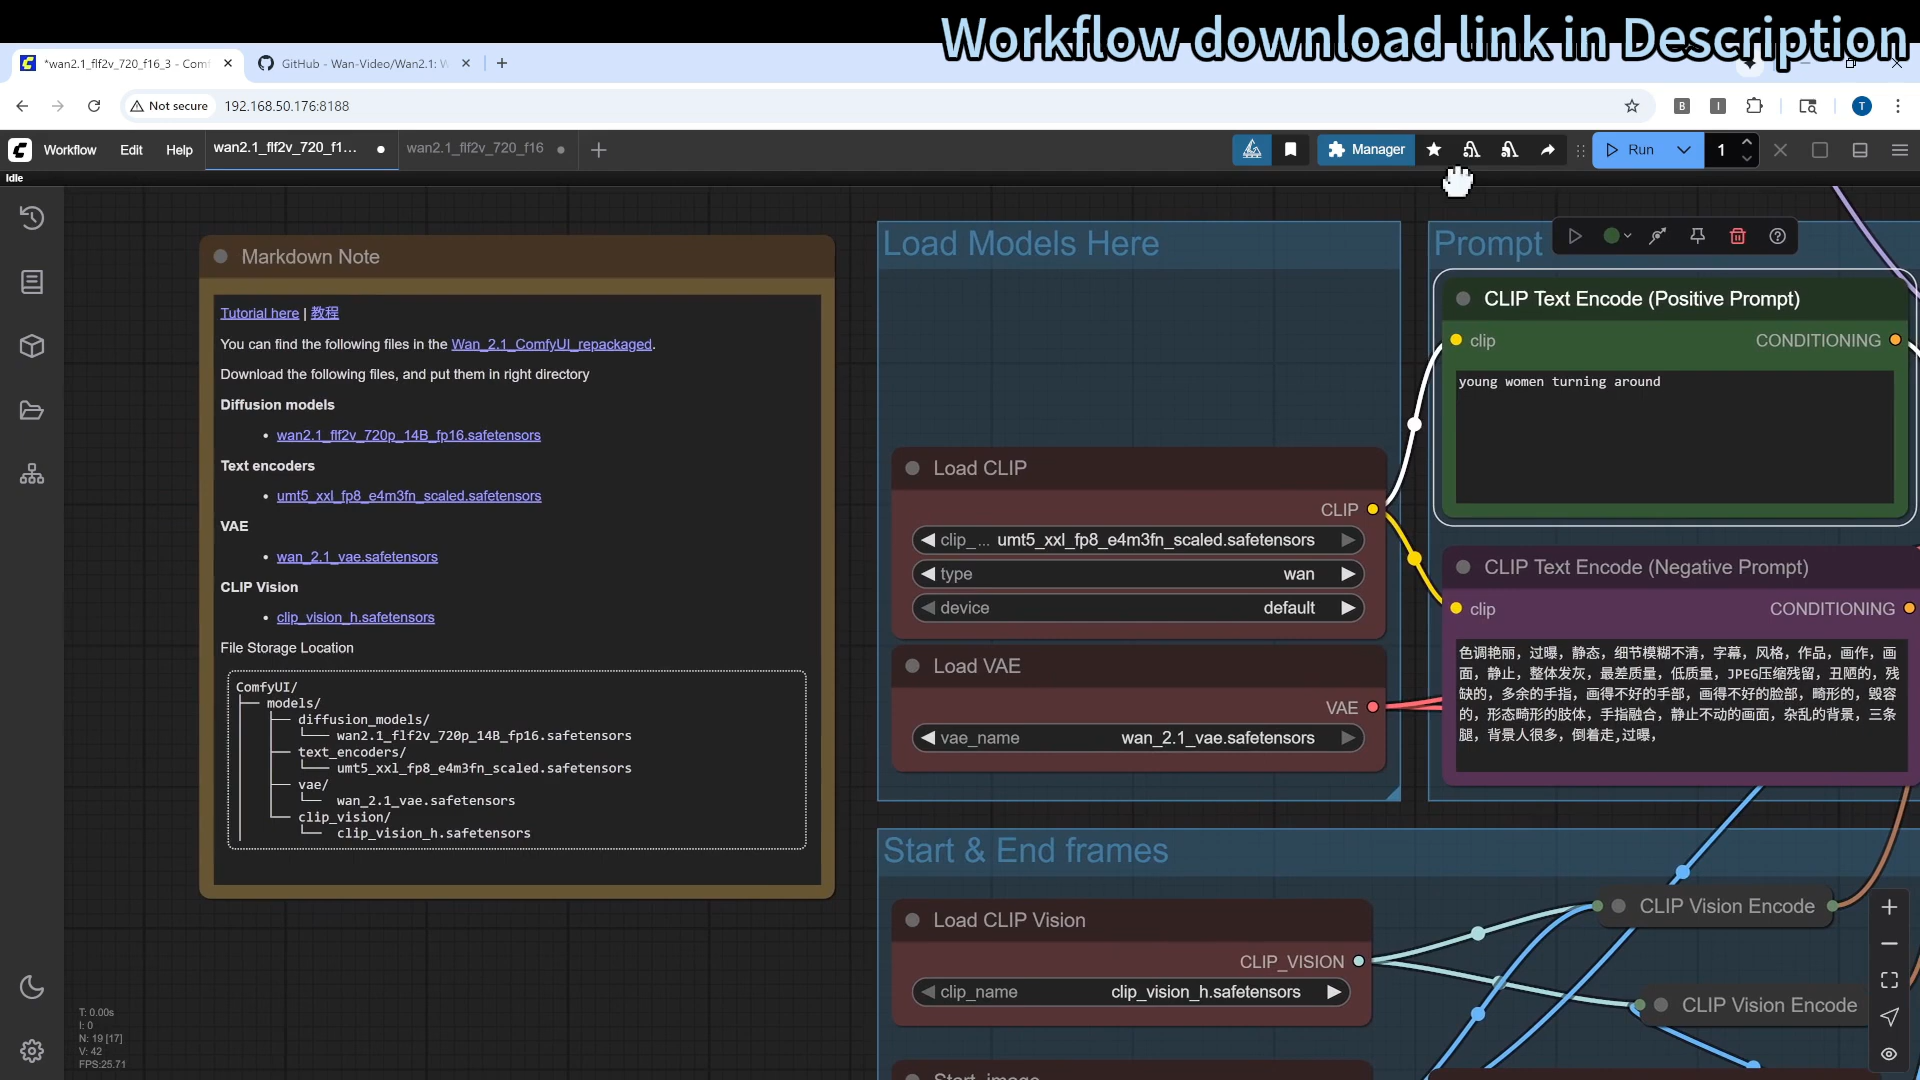 Workflow download link in Description
*wan2.1_flf2v_720_f16_3 - Com
GitHub - Wan-Video/Wan2.1: W
Not secure
192.168.50.176:8188
B
I
T
Workflow
Edit
Help
wan2.1_flf2v_720_f1...
wan2.1_flf2v_720_f16
Manager
Run
1
Idle
Markdown Note
Tutorial here | 教程
You can find the following files in the Wan_2.1_ComfyUI_repackaged.
Download the following files, and put them in right directory
Diffusion models
wan2.1_flf2v_720p_14B_fp16.safetensors
Text encoders
umt5_xxl_fp8_e4m3fn_scaled.safetensors
VAE
wan_2.1_vae.safetensors
CLIP Vision
clip_vision_h.safetensors
File Storage Location
ComfyUI/
├── models/
│   ├── diffusion_models/
│   │   └── wan2.1_flf2v_720p_14B_fp16.safetensors
│   ├── text_encoders/
│   │   └── umt5_xxl_fp8_e4m3fn_scaled.safetensors
│   ├── vae/
│   │   └── wan_2.1_vae.safetensors
│   └── clip_vision/
│       └── clip_vision_h.safetensors
Load Models Here
Load CLIP
CLIP
clip_... umt5_xxl_fp8_e4m3fn_scaled.safetensors
type wan
device default
Load VAE
VAE
vae_name wan_2.1_vae.safetensors
Prompt
CLIP Text Encode (Positive Prompt)
clip CONDITIONING
young women turning around
CLIP Text Encode (Negative Prompt)
clip CONDITIONING
色调艳丽，过曝，静态，细节模糊不清，字幕，风格，作品，画作，画
面，静止，整体发灰，最差质量，低质量，JPEG压缩残留，丑陋的，残
缺的，多余的手指，画得不好的手部，画得不好的脸部，畸形的，毁容
的，形态畸形的肢体，手指融合，静止不动的画面，杂乱的背景，三条
腿，背景人很多，倒着走,过曝，
Start & End frames
Load CLIP Vision
CLIP_VISION
clip_name clip_vision_h.safetensors
CLIP Vision Encode
CLIP Vision Encode
Start_image
T: 0.00s
I: 0
N: 19 [17]
V: 42
FPS:25.71